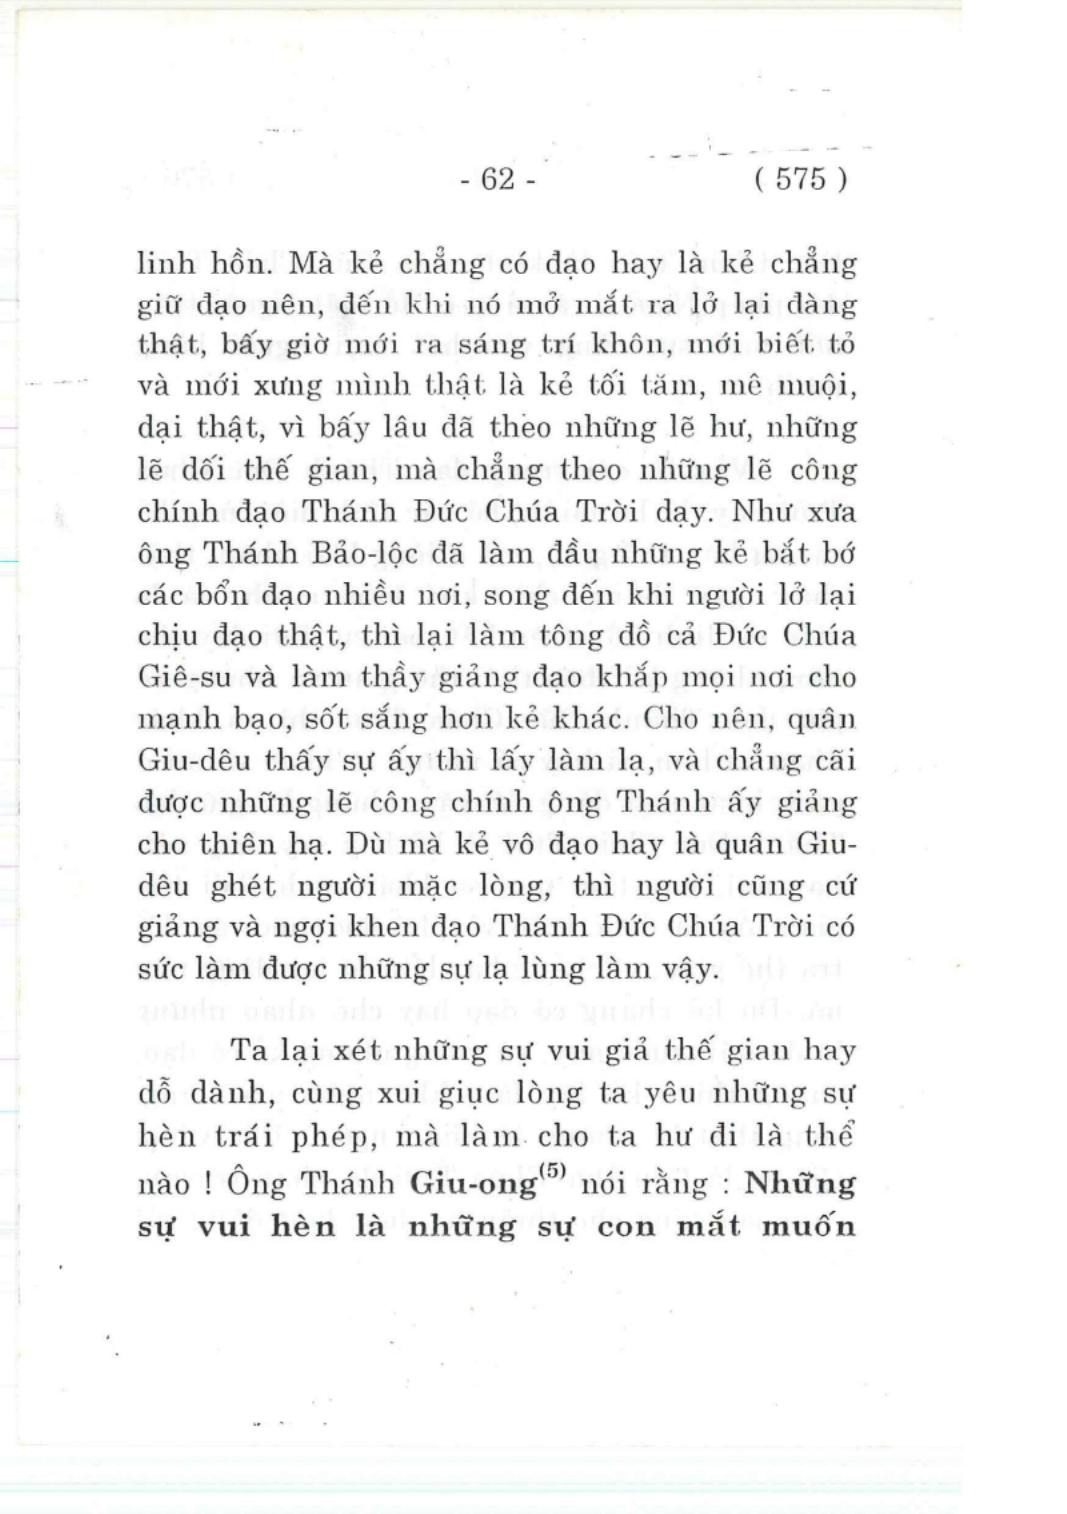 - 62 - ( 575 )
linh hồn. Mà kẻ chẳng có đạo hay là kẻ chẳng
giữ đạo nên, đến khi nó mở mắt ra lở lại đàng
thật, bấy giờ mới ra sáng trí khôn, mới biết tỏ
và mới xưng mình thật là kẻ tối tăm, mê muội,
dại thật, vì bấy lâu đã theo những lẽ hư, những
lẽ dối thế gian, mà chẳng theo những lẽ công
chính đạo Thánh Đức Chúa Trời dạy. Như xưa
ông Thánh Bảo-lộc đã làm đầu những kẻ bắt bớ
các bổn đạo nhiều nơi, song đến khi người lở lại
chịu đạo thật, thì lại làm tông đồ cả Đức Chúa
Giê-su và làm thầy giảng đạo khắp mọi nơi cho
mạnh bạo, sốt sắng hơn kẻ khác. Cho nên, quân
Giu-dêu thấy sự ấy thì lấy làm lạ, và chẳng cãi
được những lẽ công chính ông Thánh ấy giảng
cho thiên hạ. Dù mà kẻ vô đạo hay là quân Giu-
dêu ghét người mặc lòng, thì người cũng cứ
giảng và ngợi khen đạo Thánh Đức Chúa Trời có
sức làm được những sự lạ lùng làm vậy.
Ta lại xét những sự vui giả thế gian hay
dỗ dành, cùng xui giục lòng ta yêu những sự
hèn trái phép, mà làm cho ta hư đi là thể
nào ! Ông Thánh Giu-ong(5) nói rằng : Những
sự vui hèn là những sự con mắt muốn